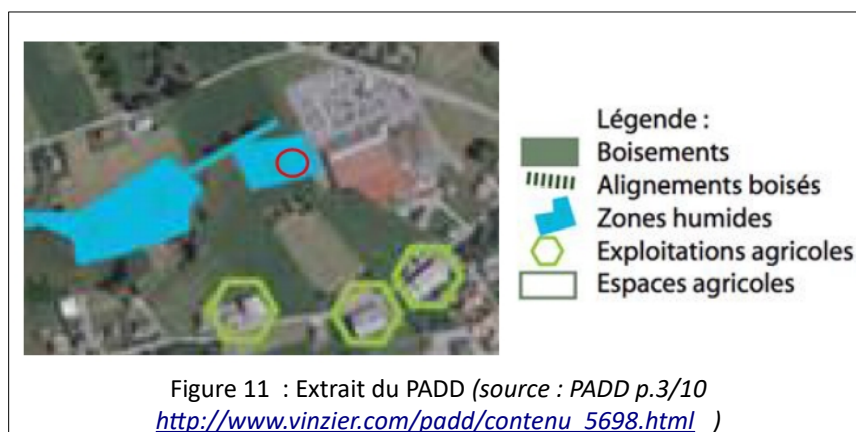 Légende :
Boisements
Alignements boisés
Zones humides
Exploitations agricoles
Espaces agricoles
Figure 11 : Extrait du PADD (source : PADD p.3/10
http://www.vinzier.com/padd/contenu_5698.html )